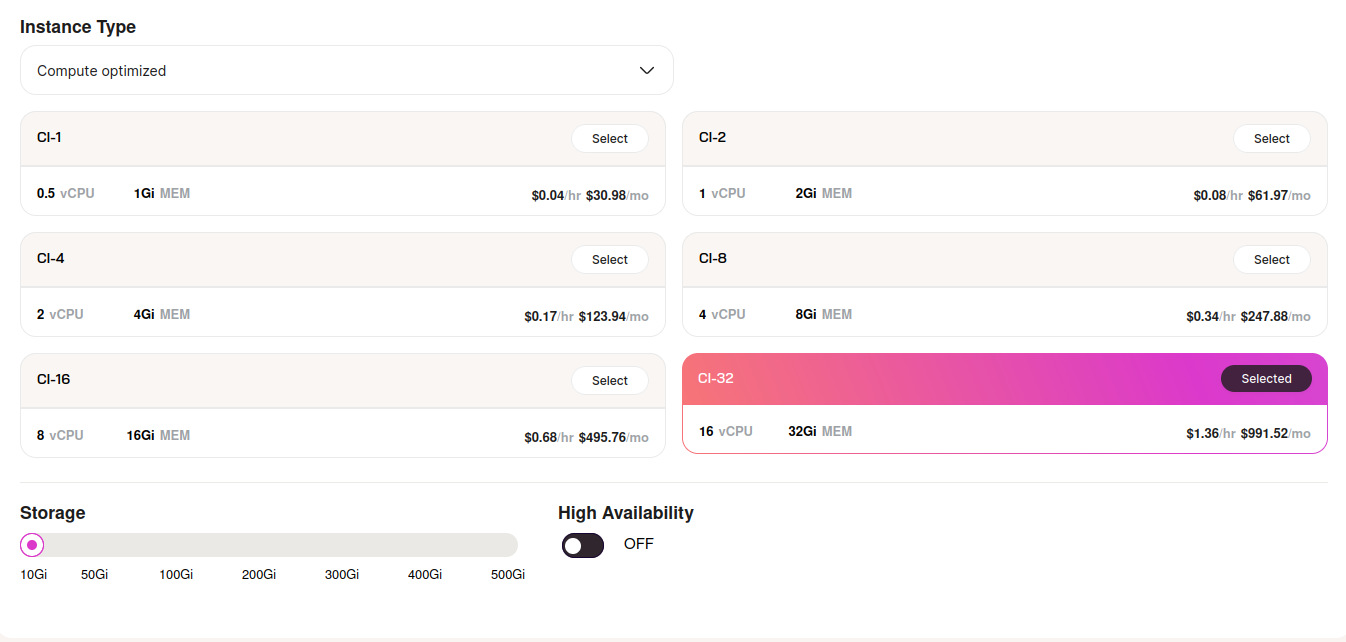 Instance Type
Compute optimized
CI-1 Select
0.5 vCPU 1Gi MEM $0.04/hr $30.98/mo
CI-2 Select
1 vCPU 2Gi MEM $0.08/hr $61.97/mo
CI-4 Select
2 vCPU 4Gi MEM $0.17/hr $123.94/mo
CI-8 Select
4 vCPU 8Gi MEM $0.34/hr $247.88/mo
CI-16 Select
8 vCPU 16Gi MEM $0.68/hr $495.76/mo
CI-32 Selected
16 vCPU 32Gi MEM $1.36/hr $991.52/mo
Storage
10Gi 50Gi 100Gi 200Gi 300Gi 400Gi 500Gi
High Availability
OFF